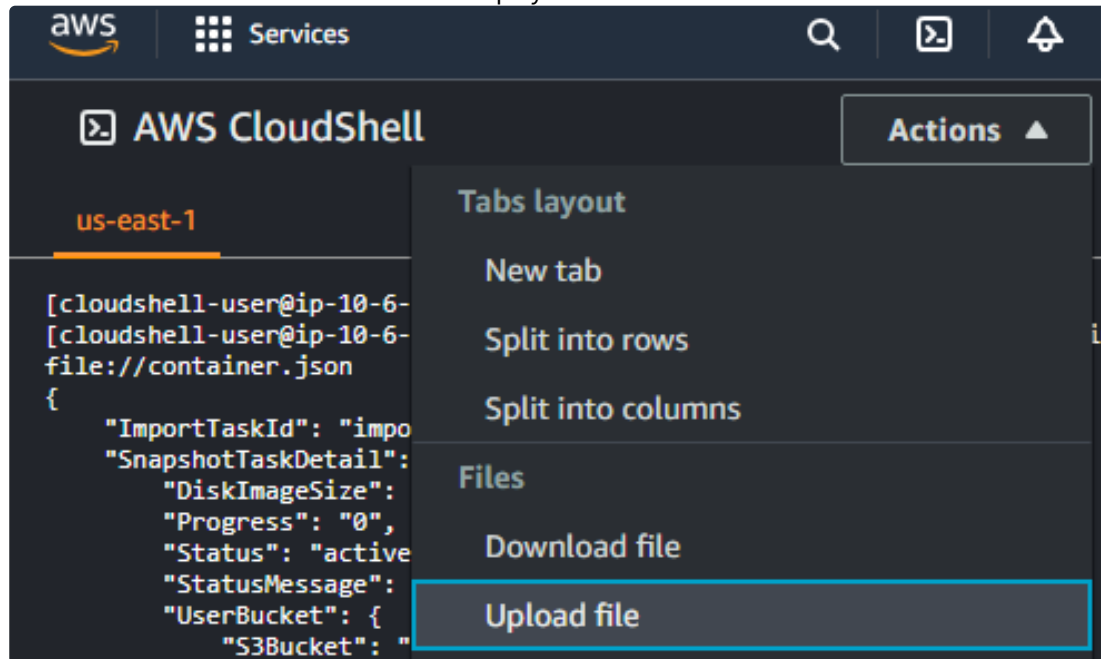 aws
Services
AWS CloudShell
Actions
us-east-1
Tabs layout
New tab
Split into rows
Split into columns
Files
Download file
Upload file
[cloudshell-user@ip-10-6-
[cloudshell-user@ip-10-6-
file://container.json
{
"ImportTaskId": "impo
"SnapshotTaskDetail":
"DiskImageSize":
"Progress": "0",
"Status": "active
"StatusMessage":
"UserBucket": {
"S3Bucket": "